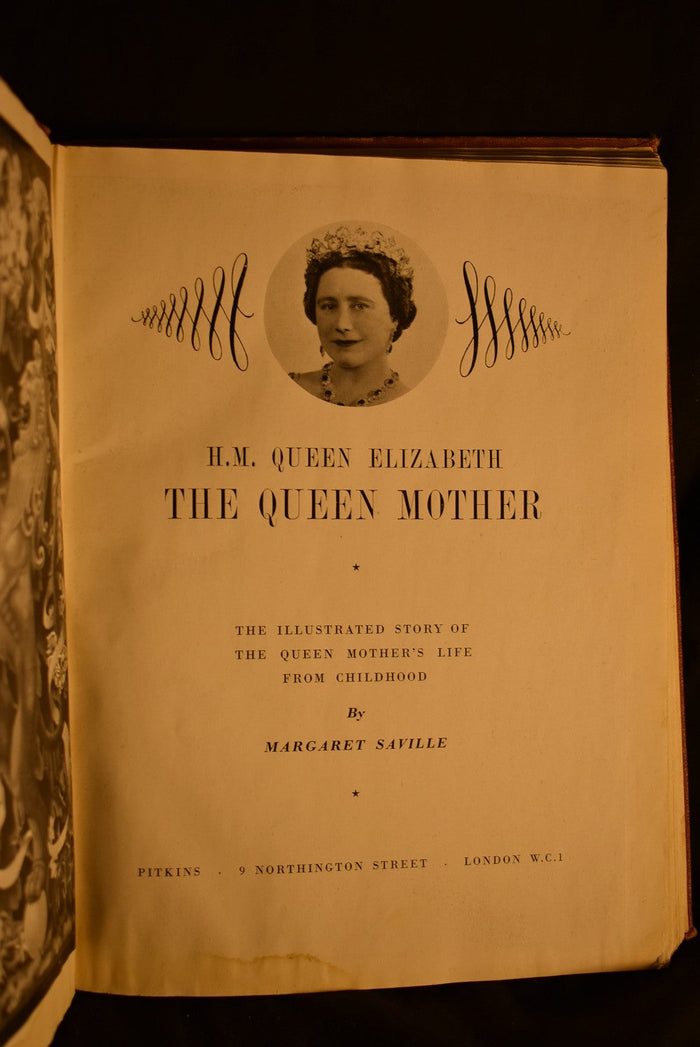 H.M. QUEEN ELIZABETH
THE QUEEN MOTHER
★
THE ILLUSTRATED STORY OF
THE QUEEN MOTHER'S LIFE
FROM CHILDHOOD
By
MARGARET SAVILLE
★
PITKINS . 9 NORTHINGTON STREET . LONDON W.C.1